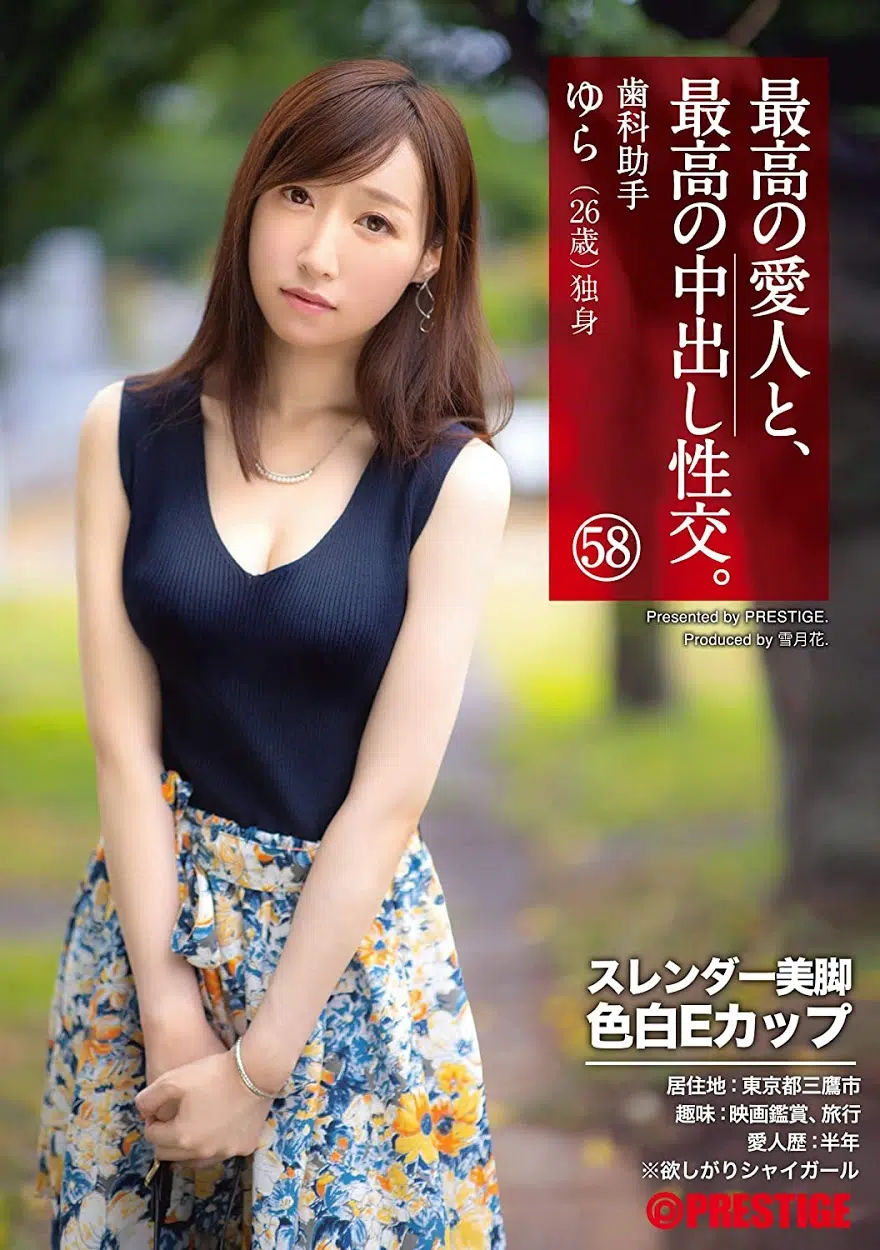 最高の愛人と、
最高の中出し性交。
歯科助手
ゆら（26歳）独身
58
Presented by PRESTIGE.
Produced by 雪月花.
スレンダー美脚
色白Eカップ
居住地：東京都三鷹市
趣味：映画鑑賞、旅行
愛人歴：半年
※欲しがりシャイガール
@PRESTIGE